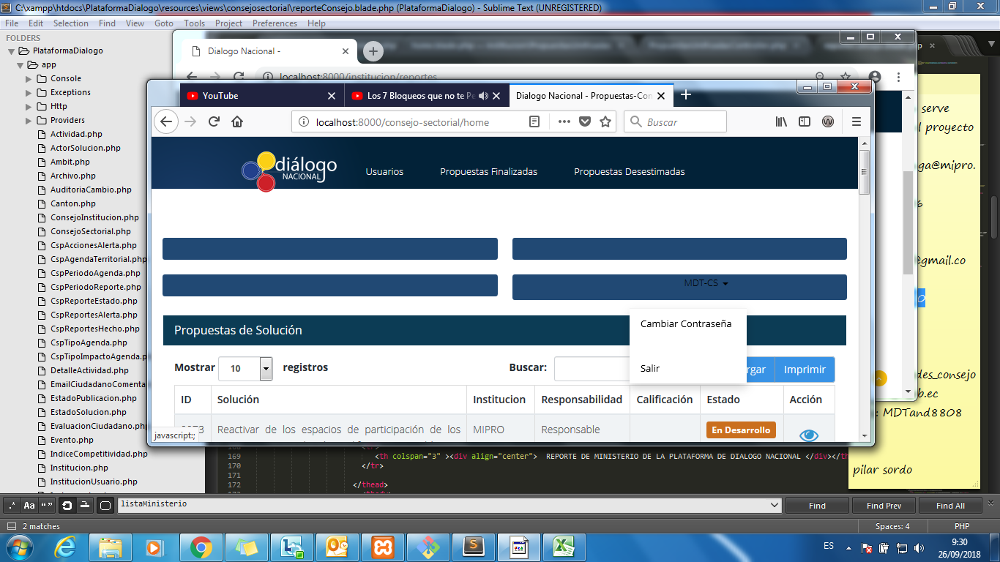 C:\xampp\htdocs\PlataformaDialogo\resources\views\consejosectorial\reporteConsejo.blade.php (PlataformaDialogo) - Sublime Text (UNREGISTERED)
File Edit Selection Find View Goto Tools Project Preferences Help
FOLDERS
PlataformaDialogo
app
Console
Exceptions
Http
Providers
Actividad.php
ActorSolucion.php
Ambit.php
Archivo.php
AuditoriaCambio.php
Canton.php
ConsejoInstitucion.php
ConsejoSectorial.php
CspAccionesAlerta.php
CspAgendaTerritorial.php
CspPeriodoAgenda.php
CspPeriodoReporte.php
CspReporteEstado.php
CspReportesAlerta.php
CspReportesHecho.php
CspTipoAgenda.php
CspTipoImpactoAgenda.php
DetalleActividad.php
EmailCiudadanoComenta
EstadoPublicacion.php
EstadoSolucion.php
EvaluacionCiudadano.php
Evento.php
IndiceCompetitividad.php
Institucion.php
InstitucionUsuario.php
Dialogo Nacional -
localhost:8000/institucion/reportes
YouTube
Los 7 Bloqueos que no te Pe
Dialogo Nacional - Propuestas-Con
localhost:8000/consejo-sectorial/home
Buscar
diálogo
NACIONAL
Usuarios Propuestas Finalizadas Propuestas Desestimadas
MDT-CS
Cambiar Contraseña
Salir
Propuestas de Solución
Mostrar 10 registros
Buscar:
rgar Imprimir
ID Solución Institucion Responsabilidad Calificación Estado Acción
Reactivar de los espacios de participación de los MIPRO Responsable En Desarrollo
javascript:;
serve
l proyecto
ga@mipro.
6
@gmail.co
des_consejo
b.ec
: MDTand8808
pilar sordo
169 <th colspan="3" ><div align="center"> REPORTE DE MINISTERIO DE LA PLATAFORMA DE DIALOGO NACIONAL </div></th
170 </tr>
171
172 </thead>
listaMinisterio
Find Find Prev Find All
2 matches
Spaces: 4 PHP
ES
9:30
26/09/2018